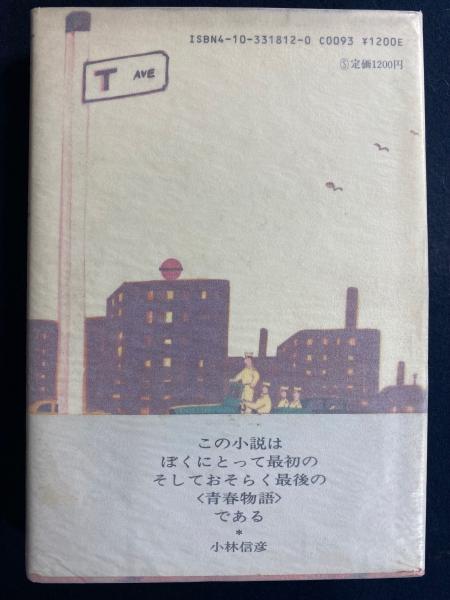 ISBN4-10-331812-0 C0093 ¥1200E
Ⓢ定価1200円
T AVE
この小説は
ぼくにとって最初の
そしておそらく最後の
〈青春物語〉
である
*
小林信彦